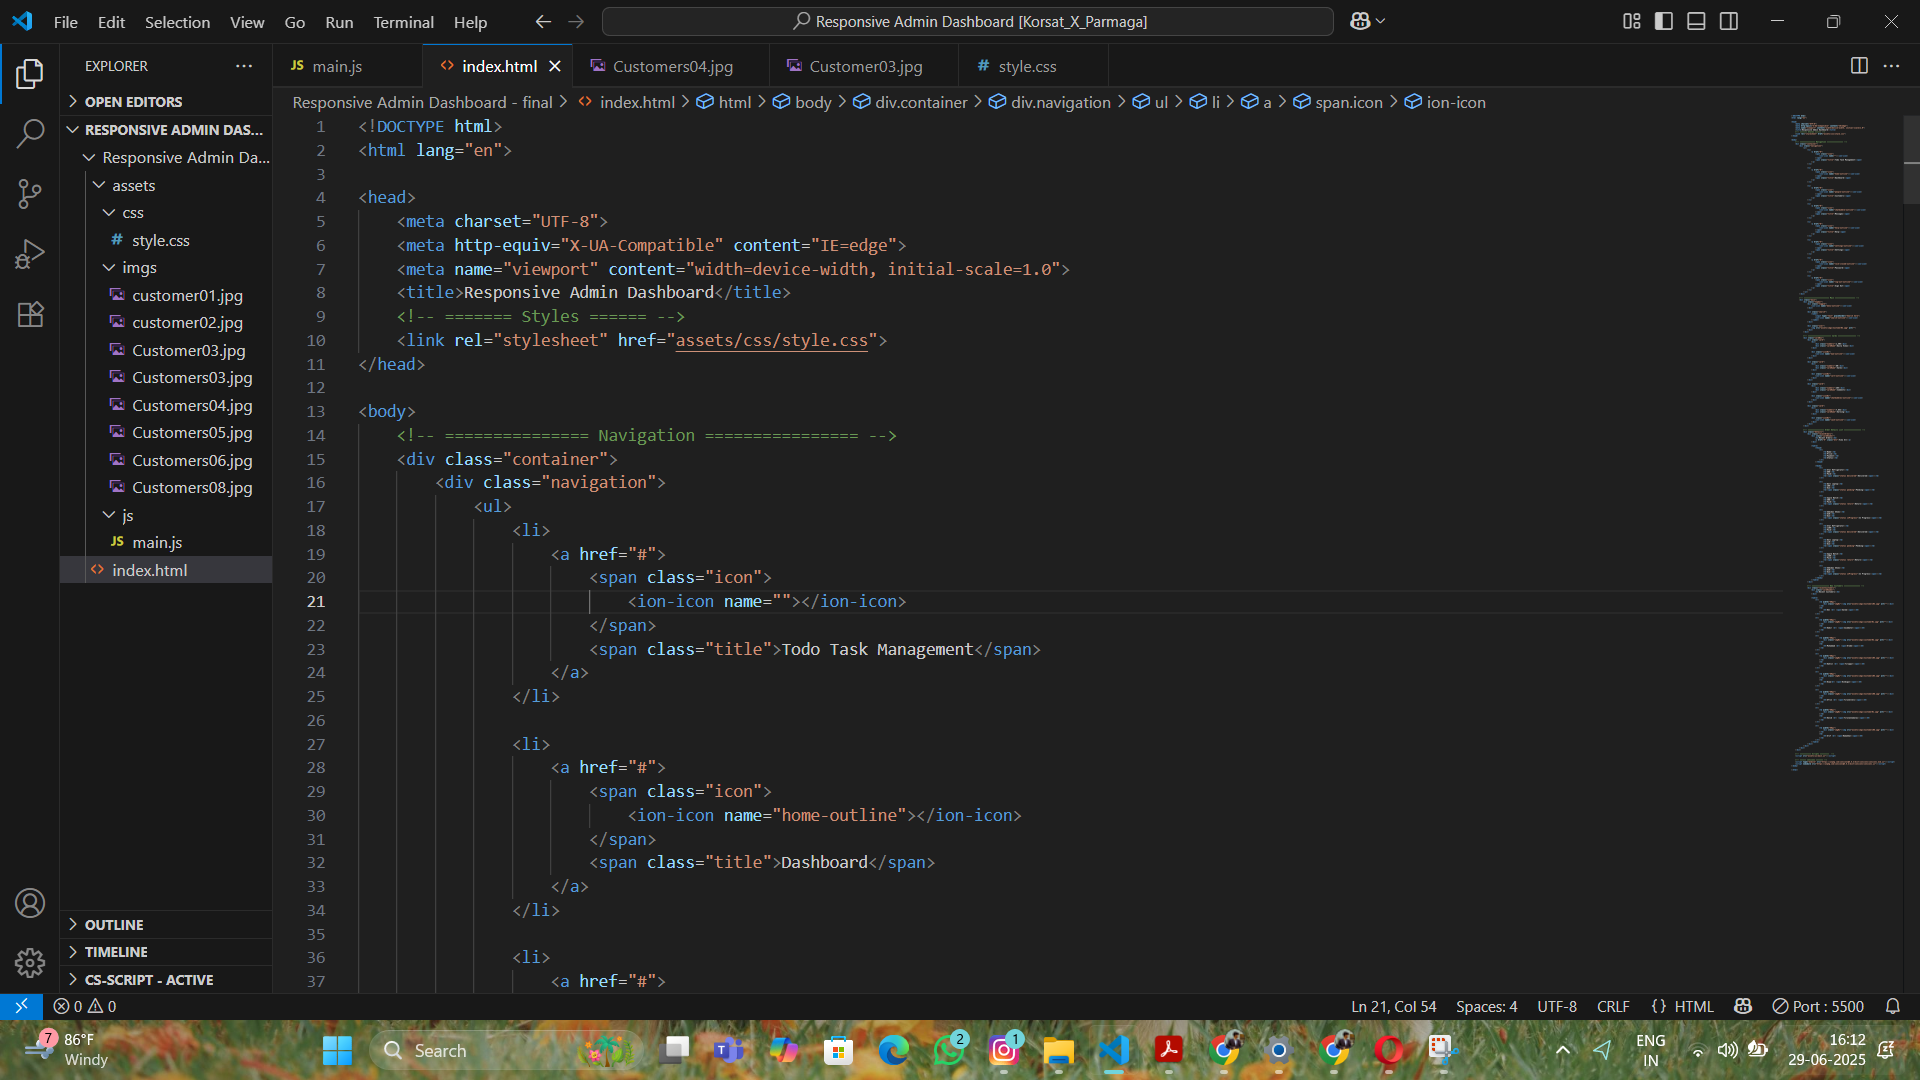 File Edit Selection View Go Run Terminal Help
Responsive Admin Dashboard [Korsat_X_Parmaga]
EXPLORER
OPEN EDITORS
RESPONSIVE ADMIN DAS...
Responsive Admin Da...
assets
css
# style.css
imgs
customer01.jpg
customer02.jpg
Customer03.jpg
Customers03.jpg
Customers04.jpg
Customers05.jpg
Customers06.jpg
Customers08.jpg
js
JS main.js
<> index.html
OUTLINE
TIMELINE
CS-SCRIPT - ACTIVE
JS main.js <> index.html Customers04.jpg Customer03.jpg # style.css
Responsive Admin Dashboard - final > <> index.html > html > body > div.container > div.navigation > ul > li > a > span.icon > ion-icon
1 <!DOCTYPE html>
2 <html lang="en">
3
4 <head>
5 <meta charset="UTF-8">
6 <meta http-equiv="X-UA-Compatible" content="IE=edge">
7 <meta name="viewport" content="width=device-width, initial-scale=1.0">
8 <title>Responsive Admin Dashboard</title>
9 <!-- ======= Styles ====== -->
10 <link rel="stylesheet" href="assets/css/style.css">
11 </head>
12
13 <body>
14 <!-- =============== Navigation ================ -->
15 <div class="container">
16 <div class="navigation">
17 <ul>
18 <li>
19 <a href="#">
20 <span class="icon">
21 <ion-icon name=""></ion-icon>
22 </span>
23 <span class="title">Todo Task Management</span>
24 </a>
25 </li>
26
27 <li>
28 <a href="#">
29 <span class="icon">
30 <ion-icon name="home-outline"></ion-icon>
31 </span>
32 <span class="title">Dashboard</span>
33 </a>
34 </li>
35
36 <li>
37 <a href="#">
0 0 Ln 21, Col 54 Spaces: 4 UTF-8 CRLF {} HTML Port : 5500
7 86°F
Windy
Search
2
1
ENG
IN
16:12
29-06-2025